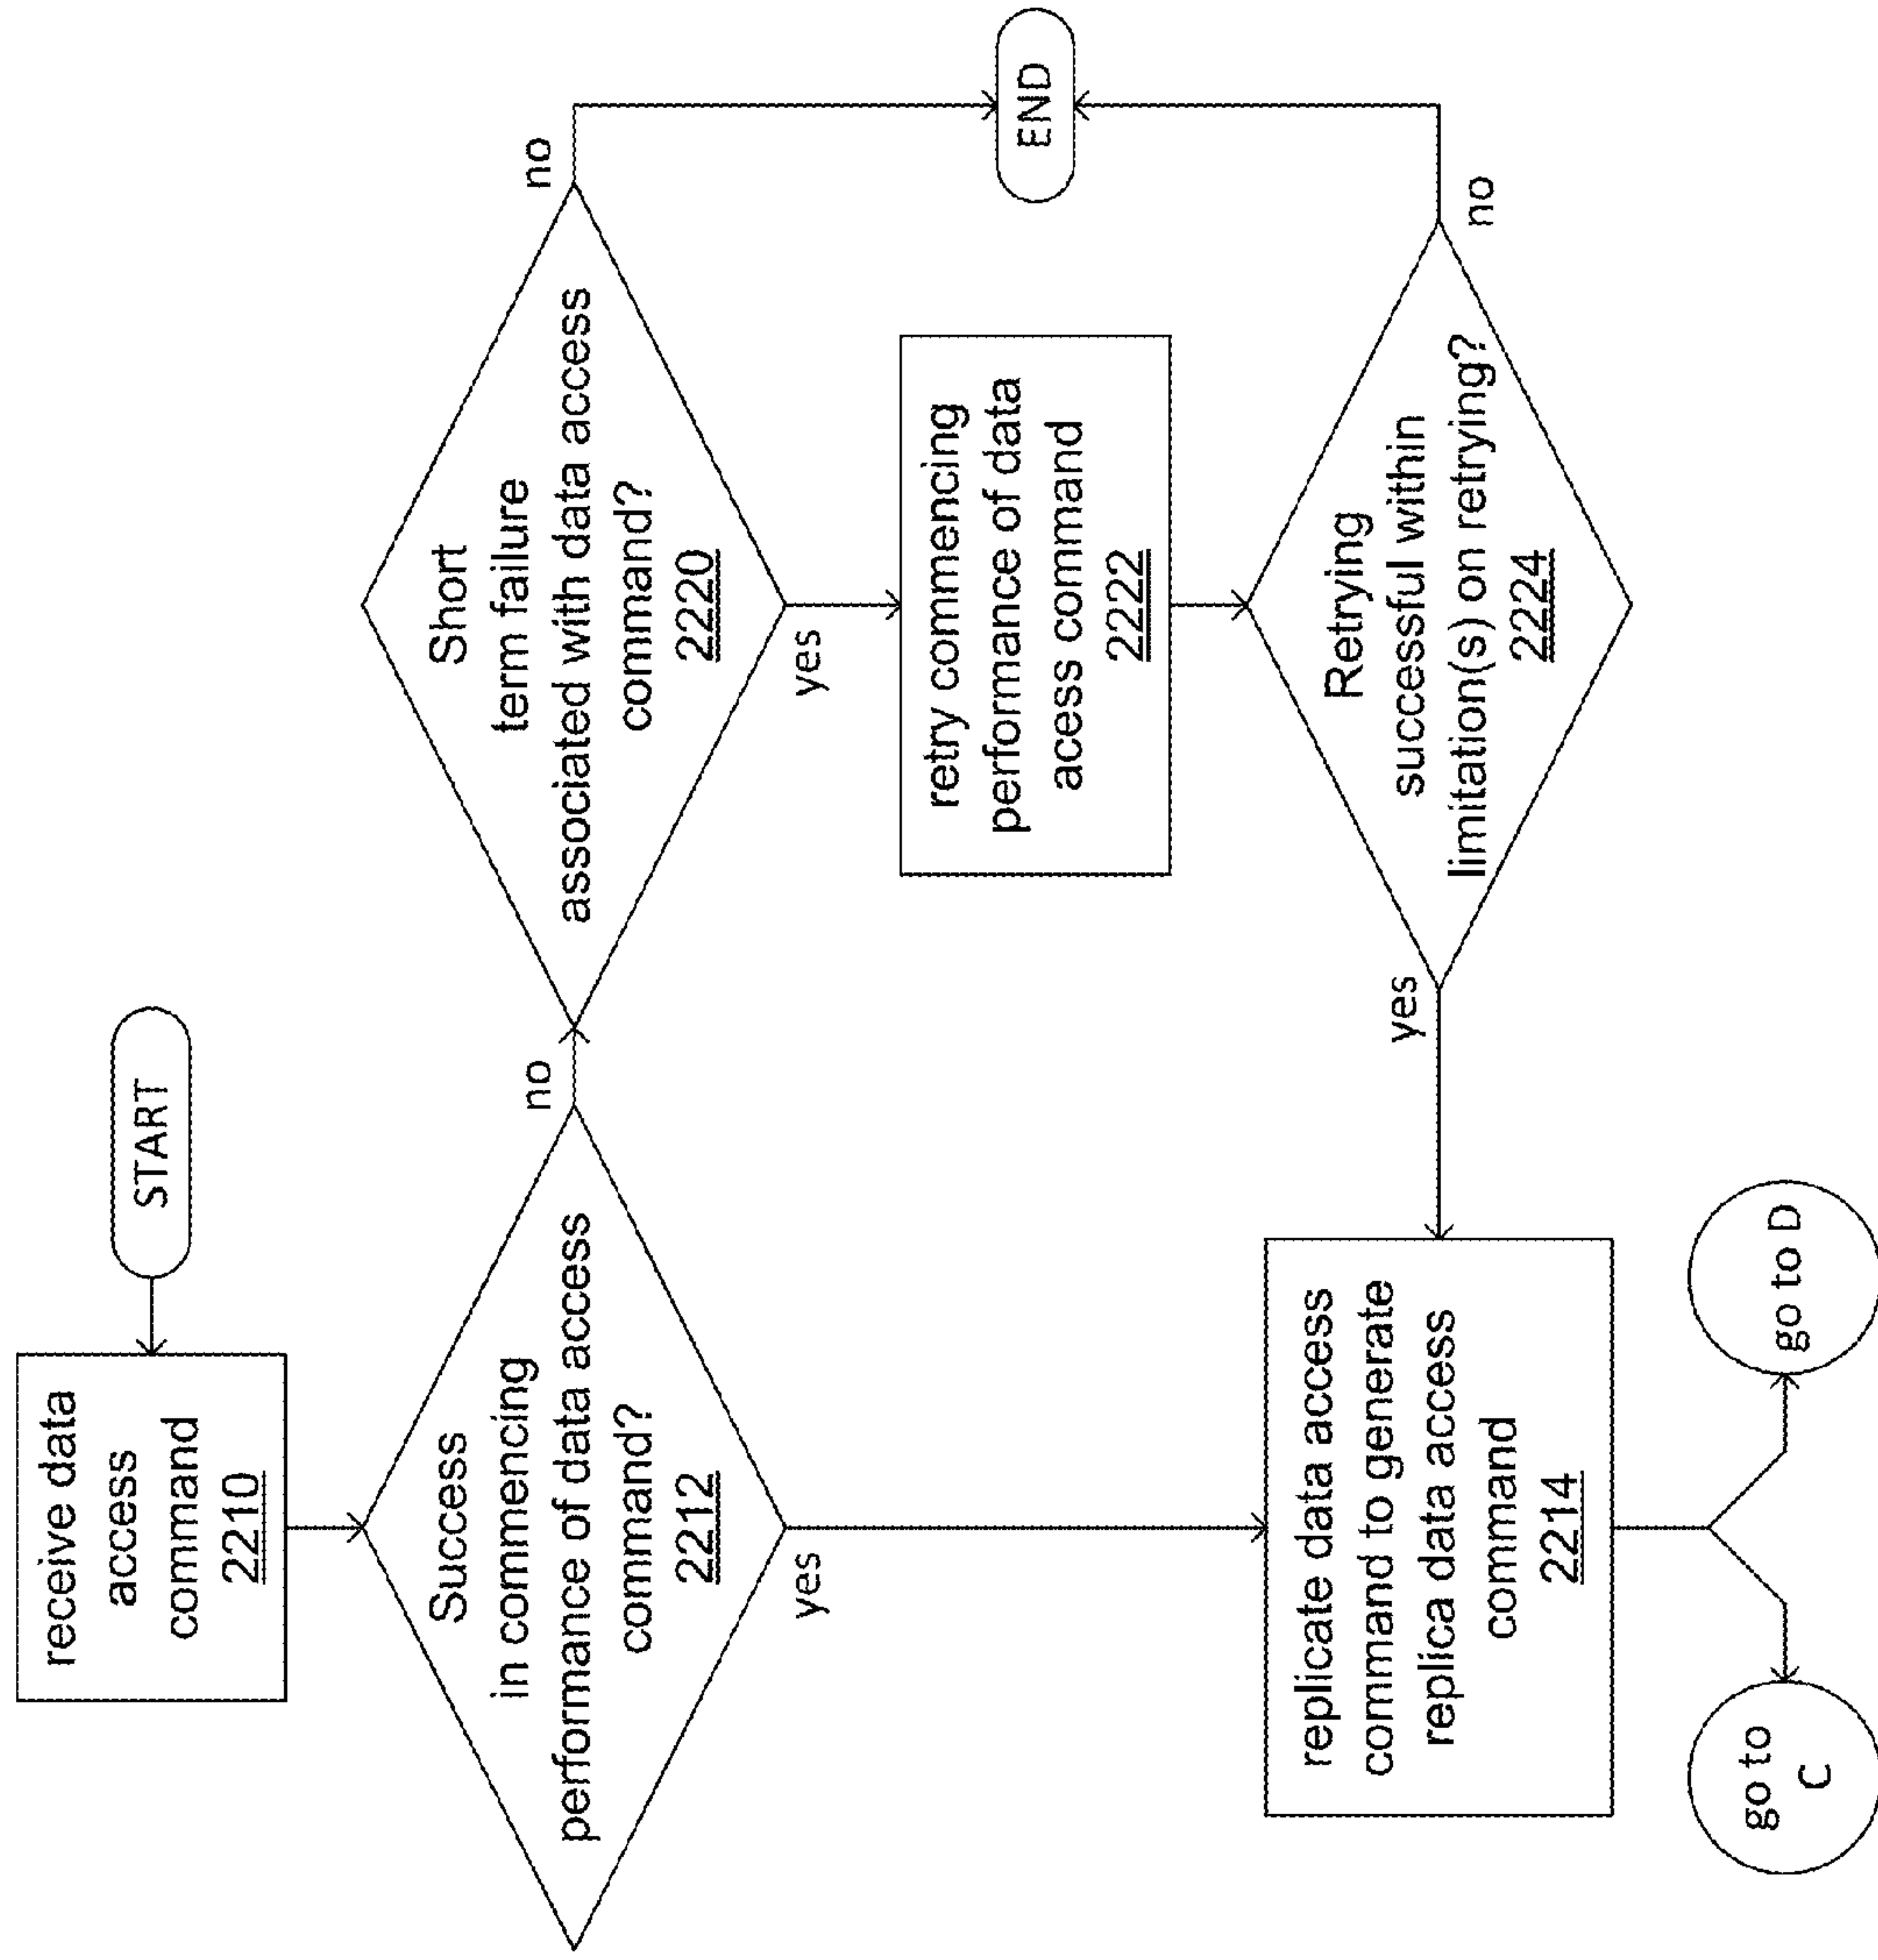 START
receive data
access
command
2210
Success
in commencing
performance of data access
command?
2212
no
yes
Short
term failure
associated with data access
command?
2220
no
yes
retry commencing
performance of data
acess command
2222
Retrying
successful within
limitation(s) on retrying?
2224
yes
no
END
replicate data access
command to generate
replica data access
command
2214
go to
C
go to D